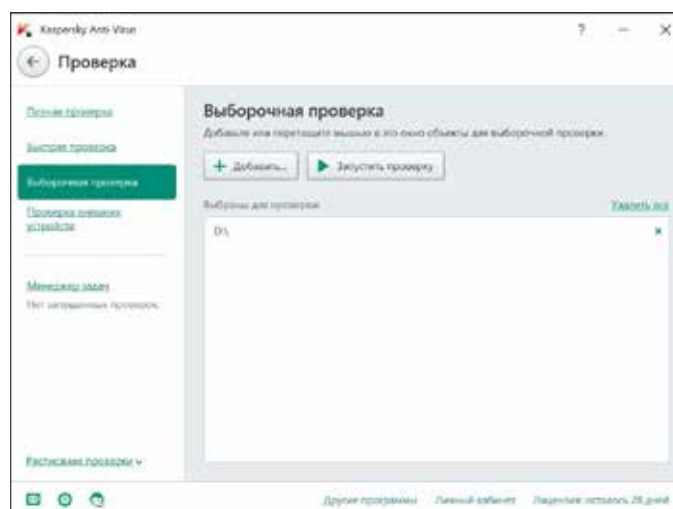 Kaspersky Anti-Virus
?
Проверка
Полная проверка
Быстрая проверка
Выборочная проверка
Проверка внешних
устройств
Менеджер задач
Нет запущенных проверок.
Расписание проверки
Выборочная проверка
Добавьте или перетащите мышью в это окно объекты для выборочной проверки.
Добавить...
Запустить проверку
Выбраны для проверки
Удалить все
D:\
Другие программы
Личный кабинет
Лицензия: осталось 28 дней